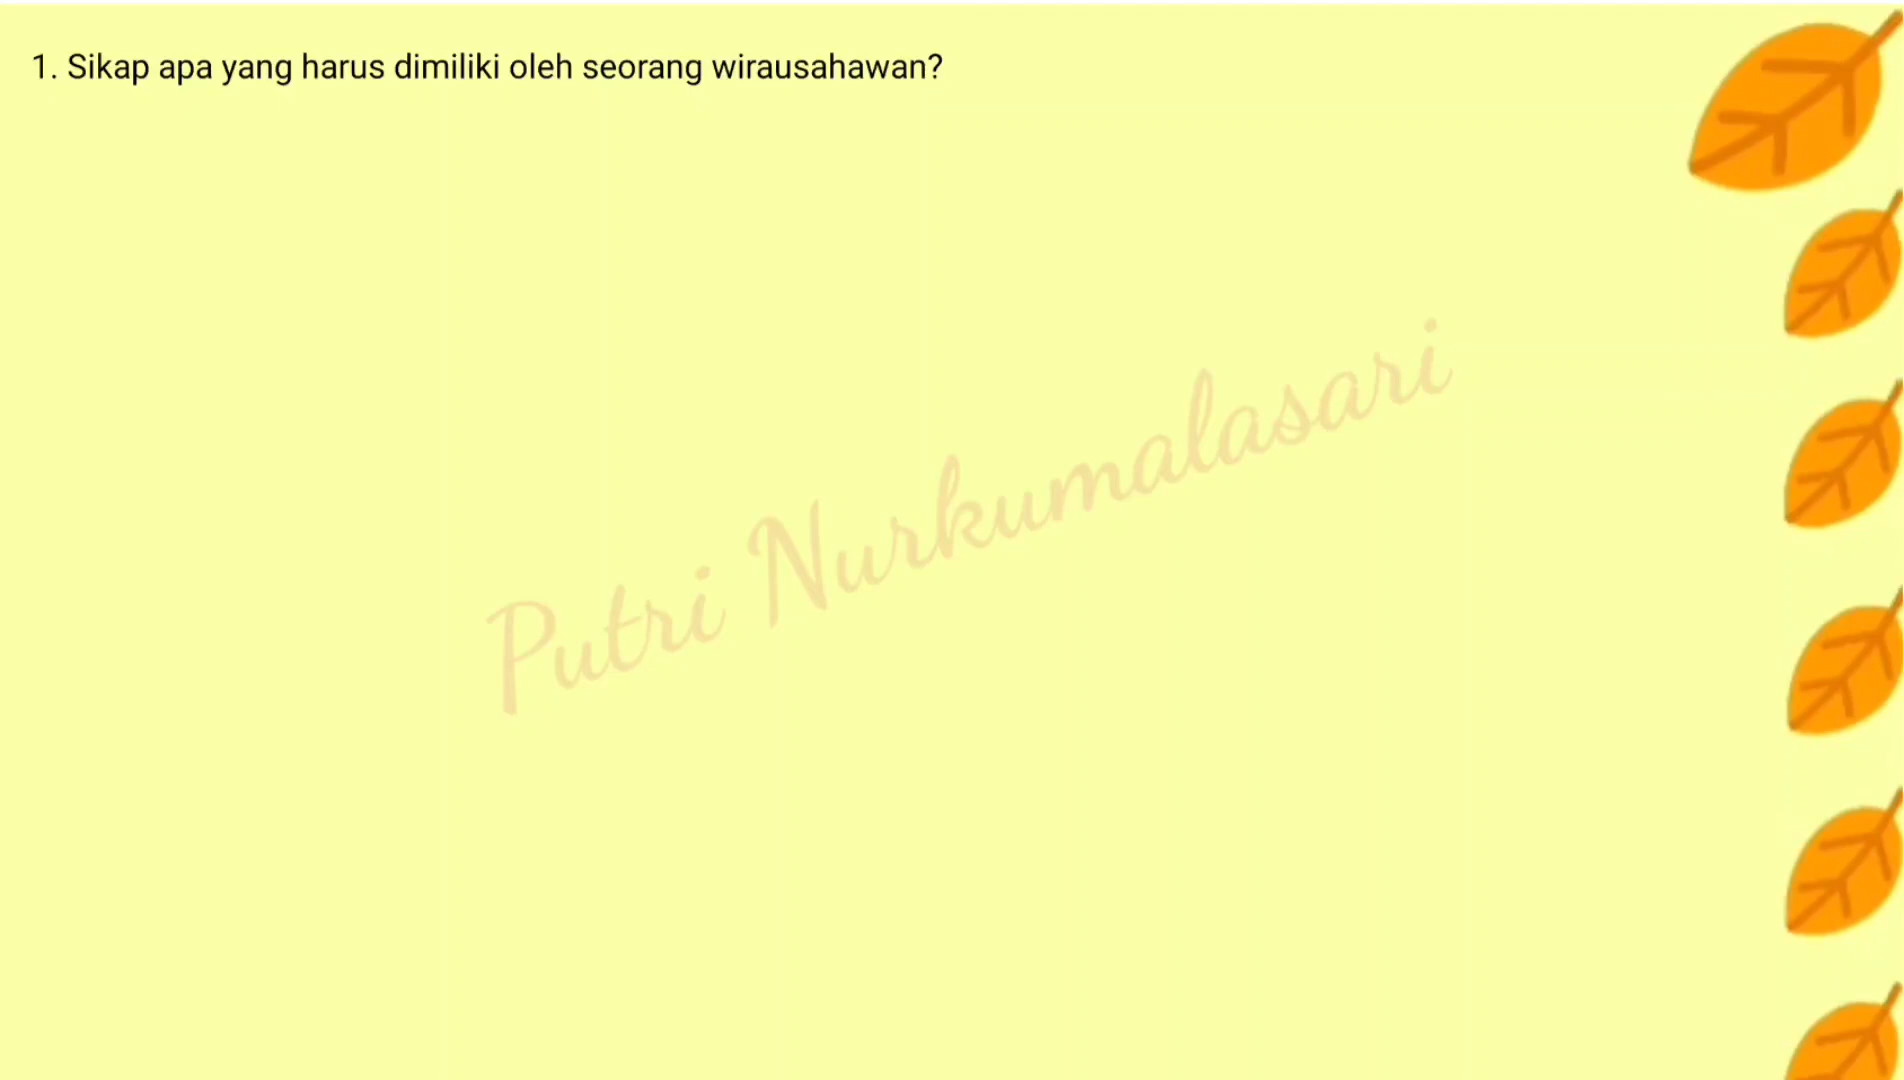 1. Sikap apa yang harus dimiliki oleh seorang wirausahawan?
Putri Nurkumalasari